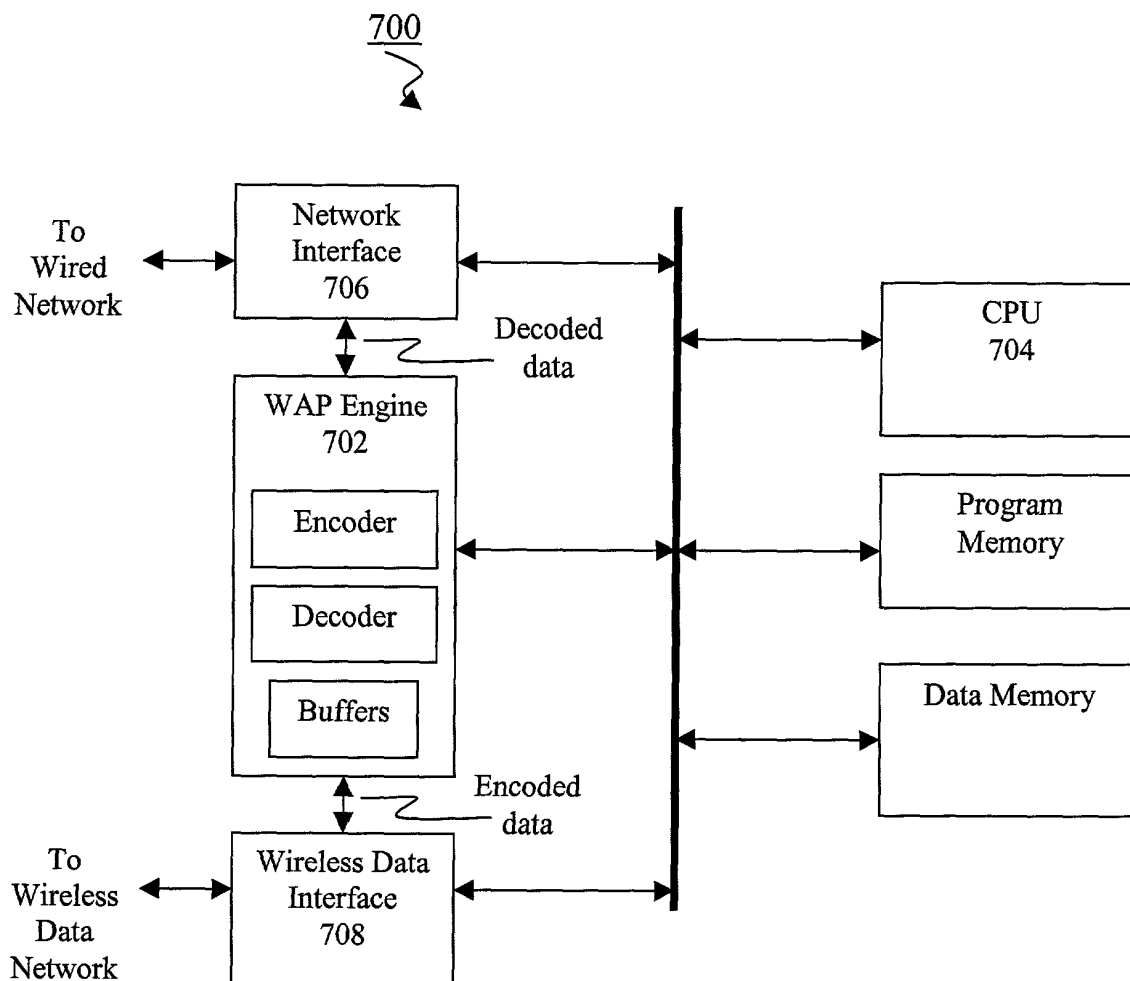 700
To
Wired
Network
Network
Interface
706
Decoded
data
WAP Engine
702
Encoder
Decoder
Buffers
Encoded
data
To
Wireless
Data
Network
Wireless Data
Interface
708
CPU
704
Program
Memory
Data Memory